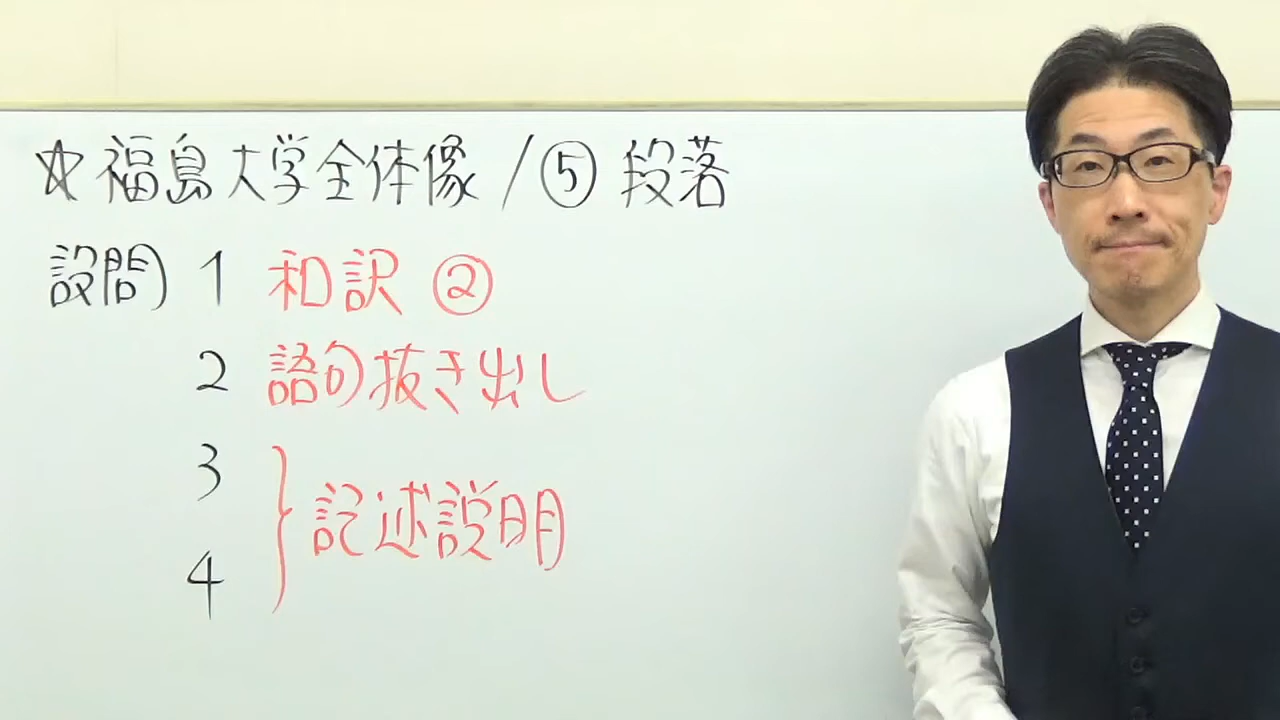 ☆福島大学全体像/⑤段落
設問 1 和訳 ②
2 語句抜き出し
3
記述説明
4